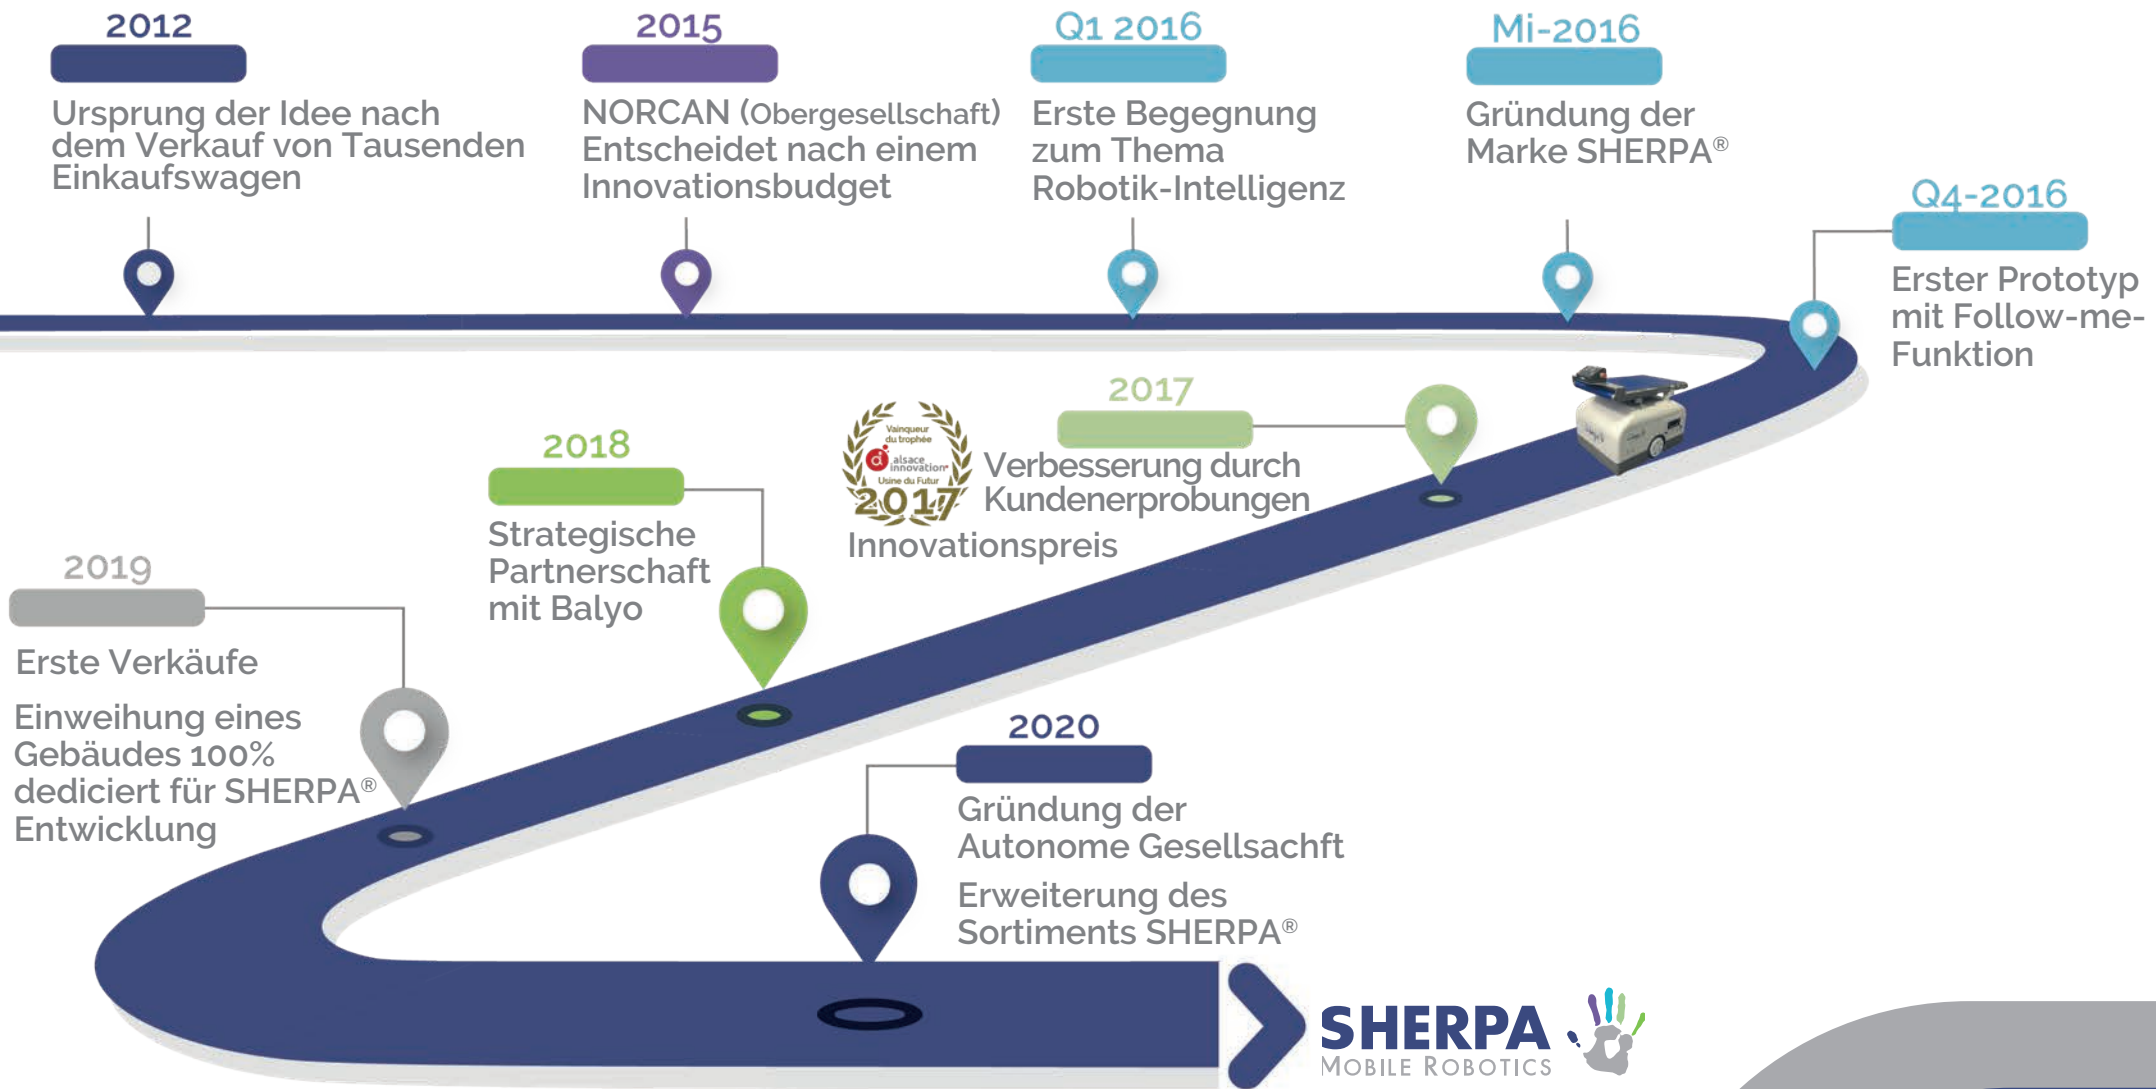 2012
Ursprung der Idee nach
dem Verkauf von Tausenden
Einkaufswagen
2015
NORCAN (Obergesellschaft)
Entscheidet nach einem
Innovationsbudget
Q1 2016
Erste Begegnung
zum Thema
Robotik-Intelligenz
Mi-2016
Gründung der
Marke SHERPA®
Q4-2016
Erster Prototyp
mit Follow-me-
Funktion
2017
Verbesserung durch
Kundenerprobungen
Vainqueur
du trophée
alsace
innovation
Usine du Futur
2017
Innovationspreis
2018
Strategische
Partnerschaft
mit Balyo
2019
Erste Verkäufe
Einweihung eines
Gebäudes 100%
dediciert für SHERPA®
Entwicklung
2020
Gründung der
Autonome Gesellsachft
Erweiterung des
Sortiments SHERPA®
SHERPA
MOBILE ROBOTICS